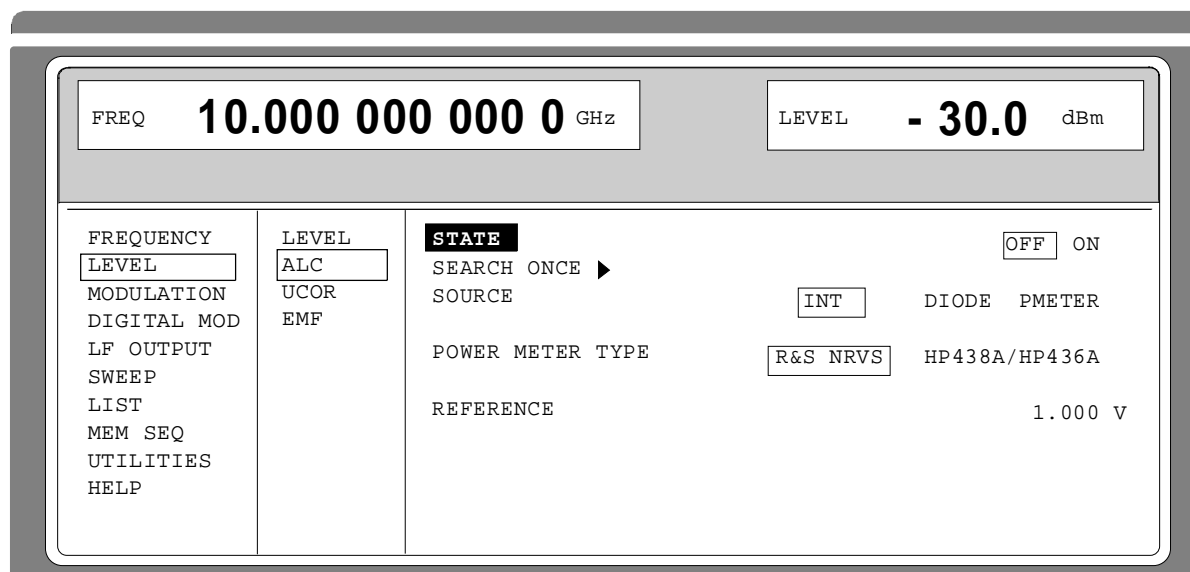 FREQ 10.000 000 000 0 GHz
LEVEL - 30.0 dBm
FREQUENCY
LEVEL
MODULATION
DIGITAL MOD
LF OUTPUT
SWEEP
LIST
MEM SEQ
UTILITIES
HELP
LEVEL
ALC
UCOR
EMF
STATE OFF ON
SEARCH ONCE
SOURCE INT DIODE PMETER
POWER METER TYPE R&S NRVS HP438A/HP436A
REFERENCE 1.000 V